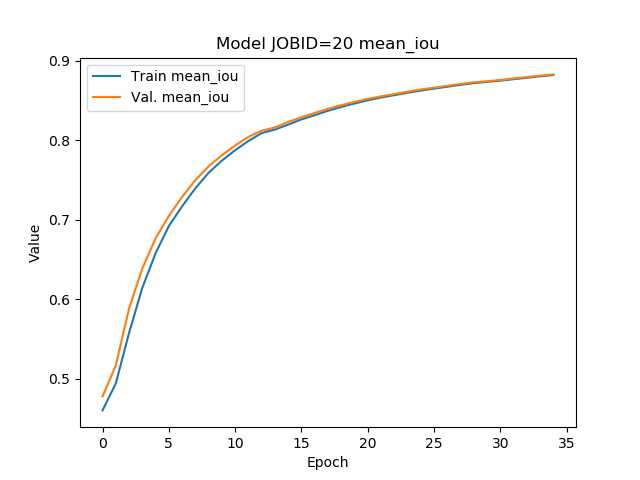 Model JOBID=20 mean_iou
Train mean_iou
Val. mean_iou
0.9
0.8
0.7
0.6
0.5
Value
0 5 10 15 20 25 30 35
Epoch